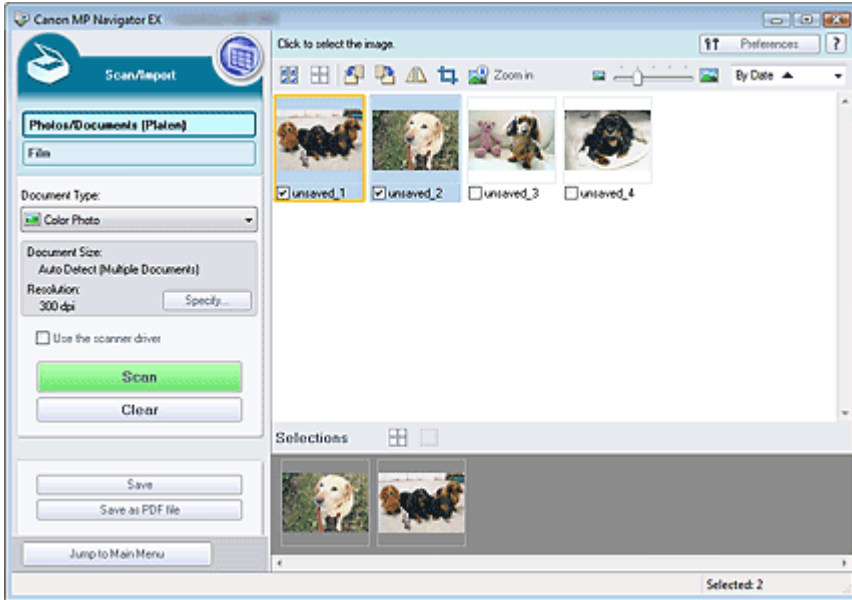 Canon MP Navigator EX
Click to select the image.
Preferences
?
Scan/Import
Zoom in
By Date
Photos/Documents (Platen)
Film
Document Type:
Color Photo
unsaved_1
unsaved_2
unsaved_3
unsaved_4
Document Size:
Auto Detect (Multiple Documents)
Resolution:
300 dpi
Specify...
Use the scanner driver
Scan
Clear
Selections
Save
Save as PDF file
Jump to Main Menu
Selected: 2